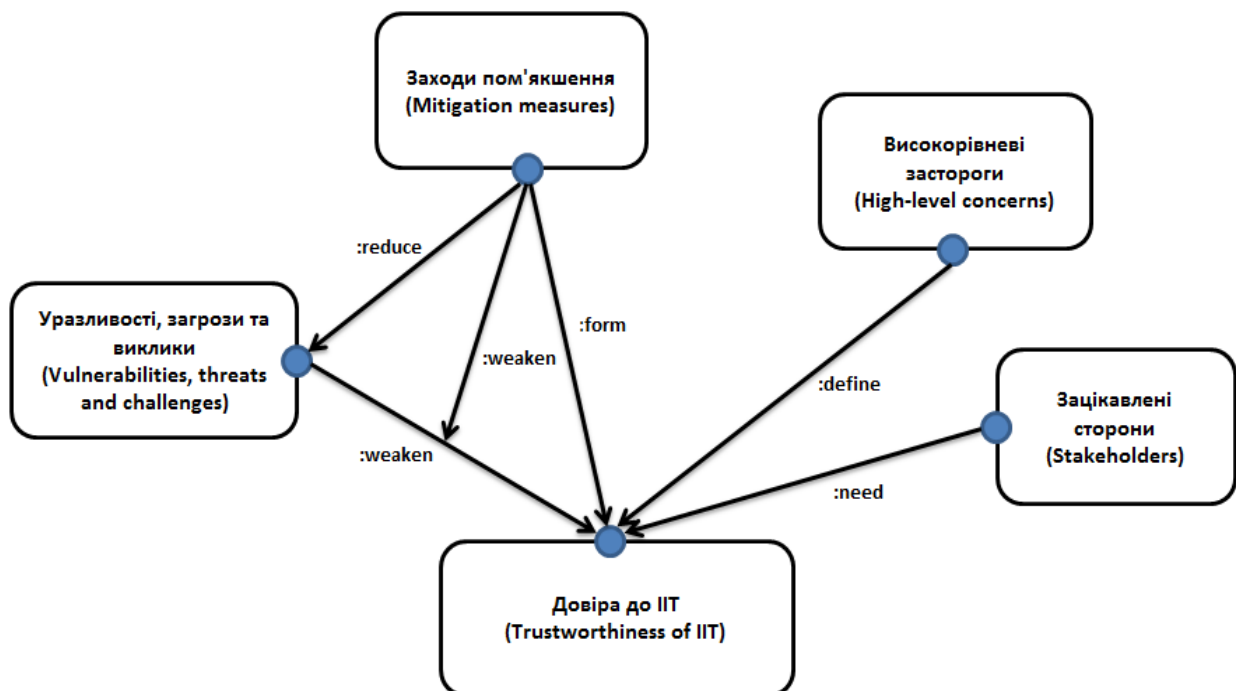 Заходи пом'якшення
(Mitigation measures)
Високорівневі
застороги
(High-level concerns)
:reduce
Уразливості, загрози та
виклики
(Vulnerabilities, threats
and challenges)
:form
:weaken
:define
Зацікавлені
сторони
(Stakeholders)
:weaken
:need
Довіра до ІІТ
(Trustworthiness of IIT)